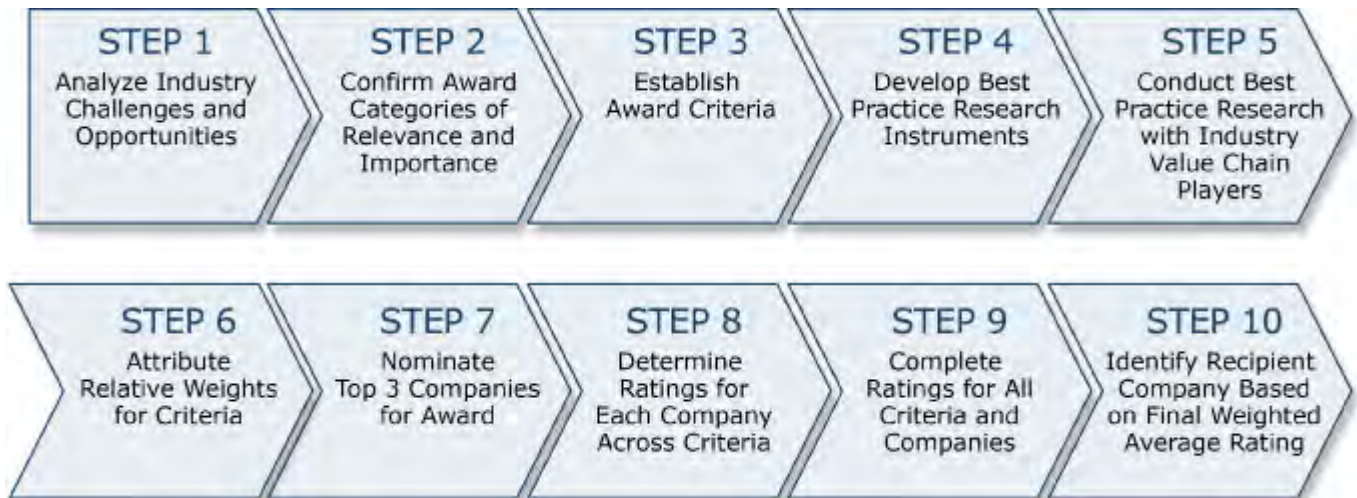 STEP 1
Analyze Industry
Challenges and
Opportunities
STEP 2
Confirm Award
Categories of
Relevance and
Importance
STEP 3
Establish
Award Criteria
STEP 4
Develop Best
Practice Research
Instruments
STEP 5
Conduct Best
Practice Research
with Industry
Value Chain
Players
STEP 6
Attribute
Relative Weights
for Criteria
STEP 7
Nominate
Top 3 Companies
for Award
STEP 8
Determine
Ratings for
Each Company
Across Criteria
STEP 9
Complete
Ratings for All
Criteria and
Companies
STEP 10
Identify Recipient
Company Based
on Final Weighted
Average Rating